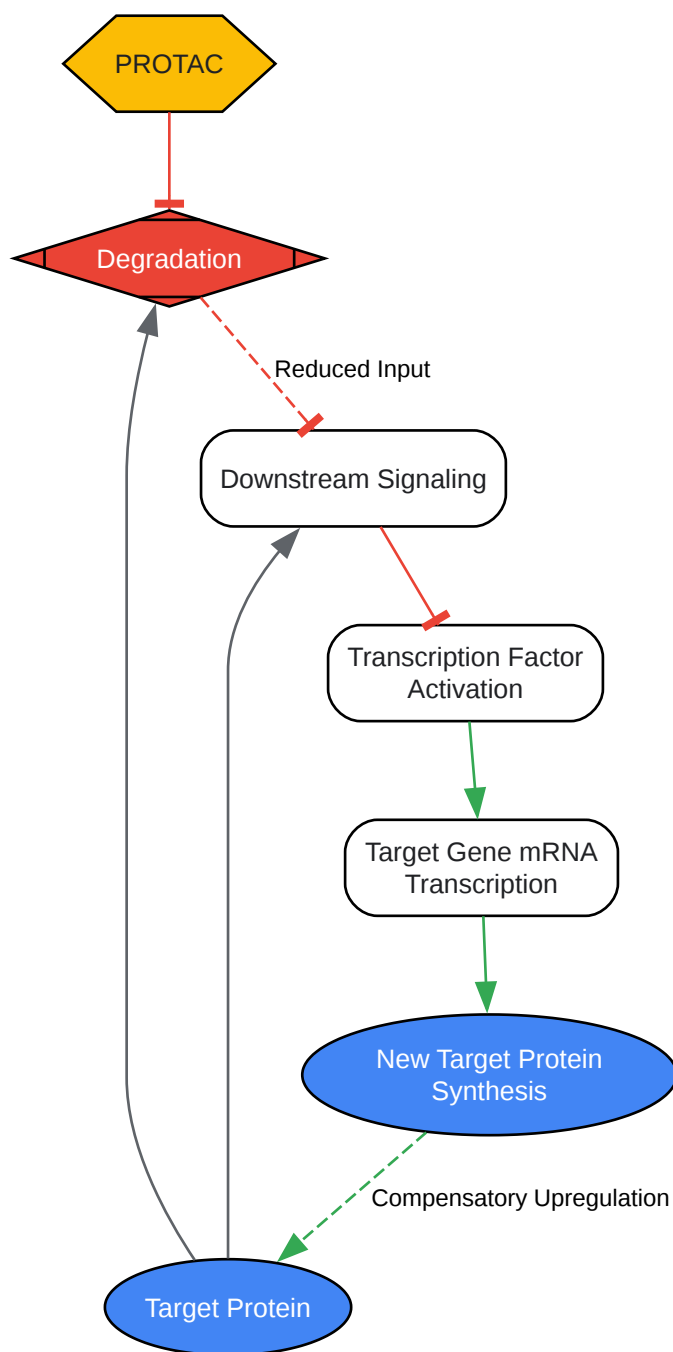 PROTAC
Degradation
Reduced Input
Downstream Signaling
Transcription Factor
Activation
Target Gene mRNA
Transcription
New Target Protein
Synthesis
Compensatory Upregulation
Target Protein